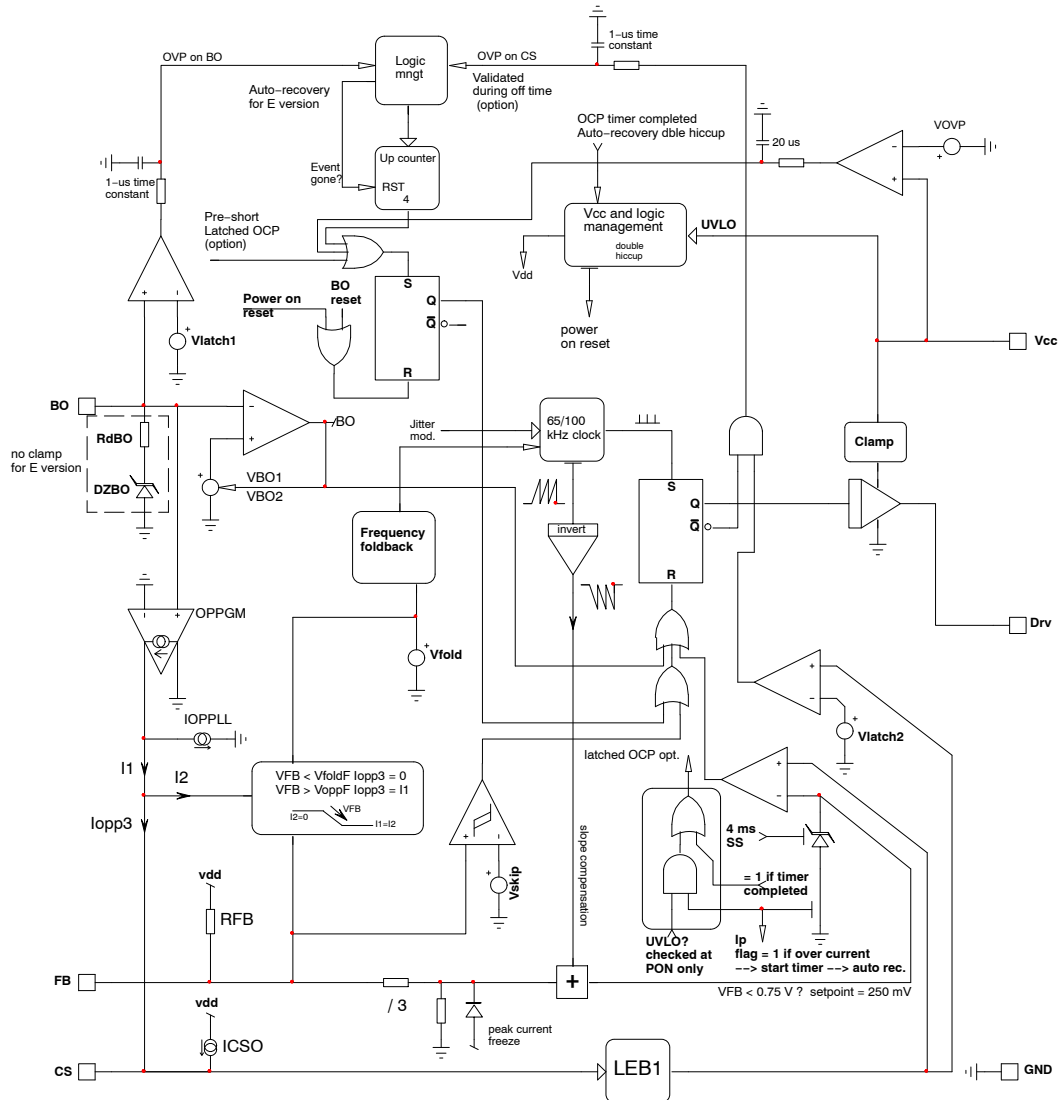 1−us time
constant
OVP on BO
Logic
mngt
OVP on CS
Auto-recovery
for E version
Validated
during off time
(option)
OCP timer completed
Auto-recovery dble hiccup
VOVP
−
+
+
20 us
Up counter
RST
4
Event
gone?
1−us time
constant
Pre-short
Latched OCP
(option)
Vcc and logic
management
double
hiccup
UVLO
Vdd
power
on reset
S
Q
Q
R
Power on
reset
BO
reset
+
−
+
Vlatch1
Vcc
BO
RdBO
DZBO
no clamp
for E version
−
+
BO
+
VBO1
VBO2
Jitter
mod.
65/100
kHz clock
Clamp
S
Q
Q
R
Frequency
foldback
invert
−
+
OPPGM
+
Vfold
Drv
+
−
+
Vlatch2
IOPPLL
I1
I2
Iopp3
VFB < VfoldF Iopp3 = 0
VFB > VoppF Iopp3 = I1
VFB
I2=0
I1=I2
+
−
+
Vskip
slope compensation
latched OCP opt.
+
−
4 ms
SS
= 1 if timer
completed
UVLO?
checked at
PON only
Ip
flag = 1 if over current
−−> start timer −−> auto rec.
VFB < 0.75 V ? setpoint = 250 mV
vdd
RFB
FB
/ 3
+
peak current
freeze
vdd
ICSO
CS
LEB1
GND